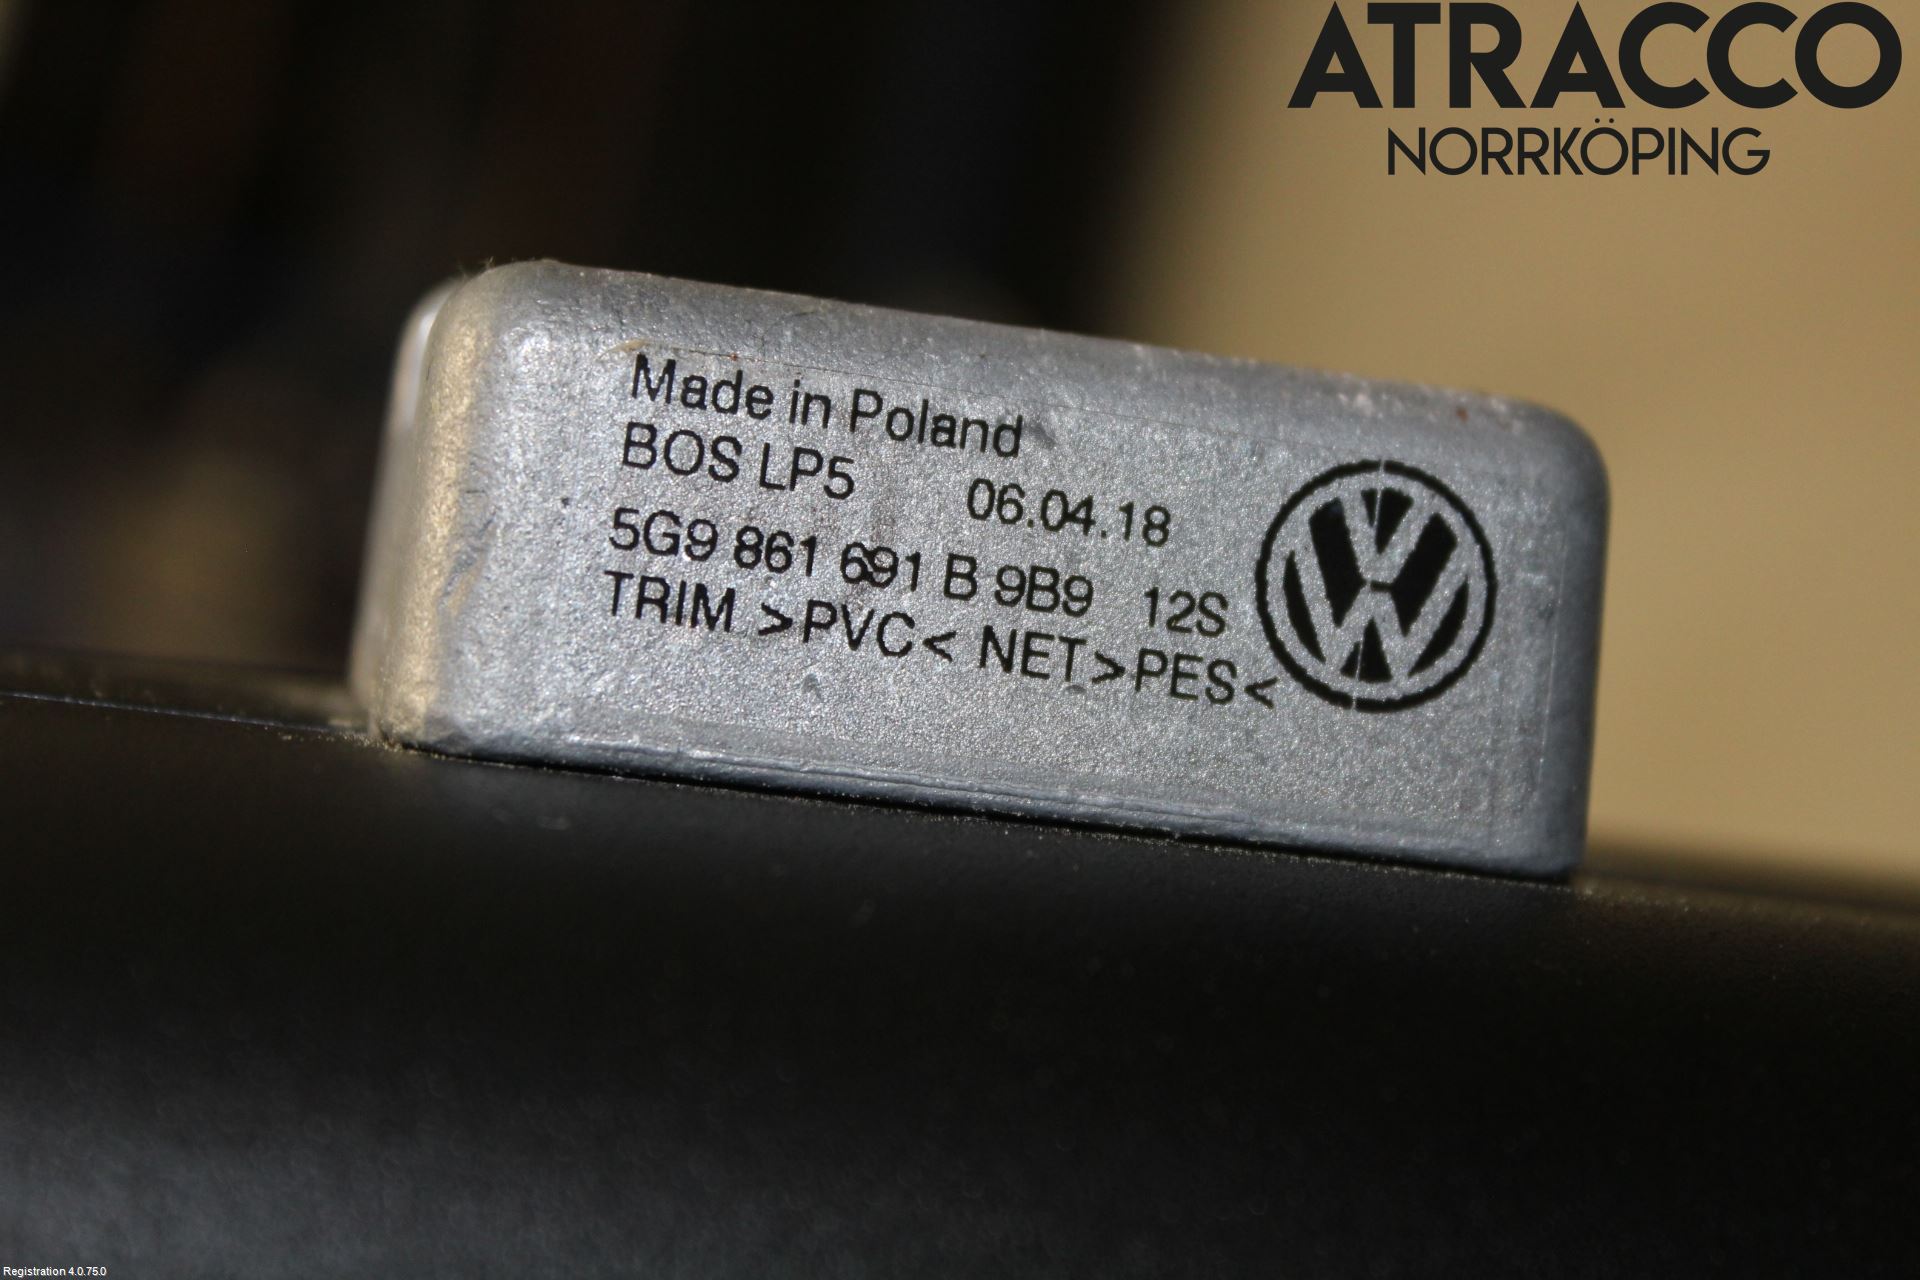 ATRACCO
NORRKÖPING
Made in Poland
BOS LP5 06.04.18
5G9 861 691 B 9B9 12S
TRIM >PVC< NET>PES<
Registration 4.0.75.0